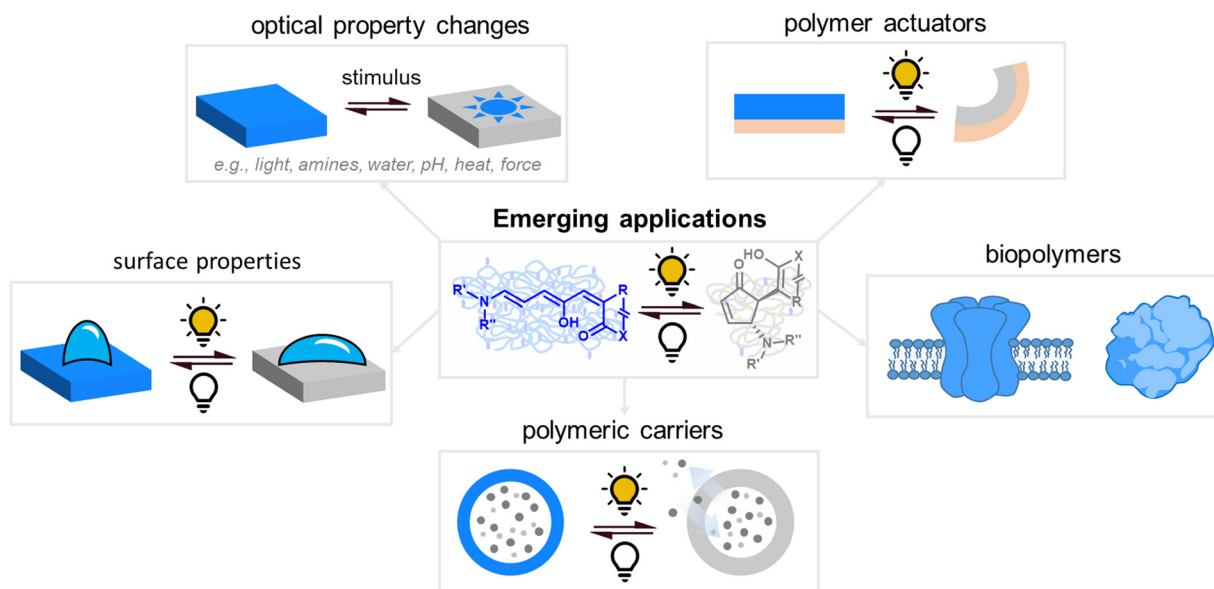 optical property changes
stimulus
e.g., light, amines, water, pH, heat, force
polymer actuators
Emerging applications
R'
N
R"
OH
O
R
X
HO
X
O
R
N
R"
R'
surface properties
biopolymers
polymeric carriers